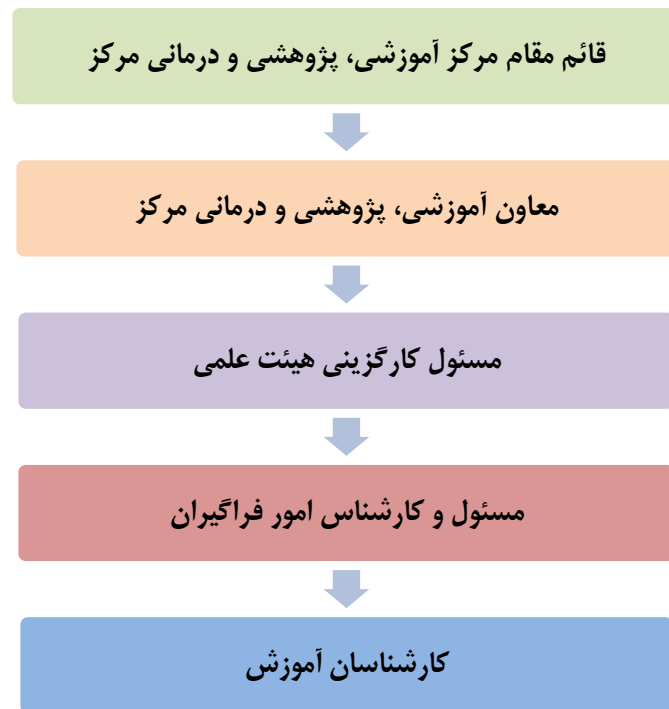 قائم مقام مرکز آموزشی، پژوهشی و درمانی مرکز
معاون آموزشی، پژوهشی و درمانی مرکز
مسئول کارگزینی هیئت علمی
مسئول و کارشناس امور فراگیران
کارشناسان آموزش